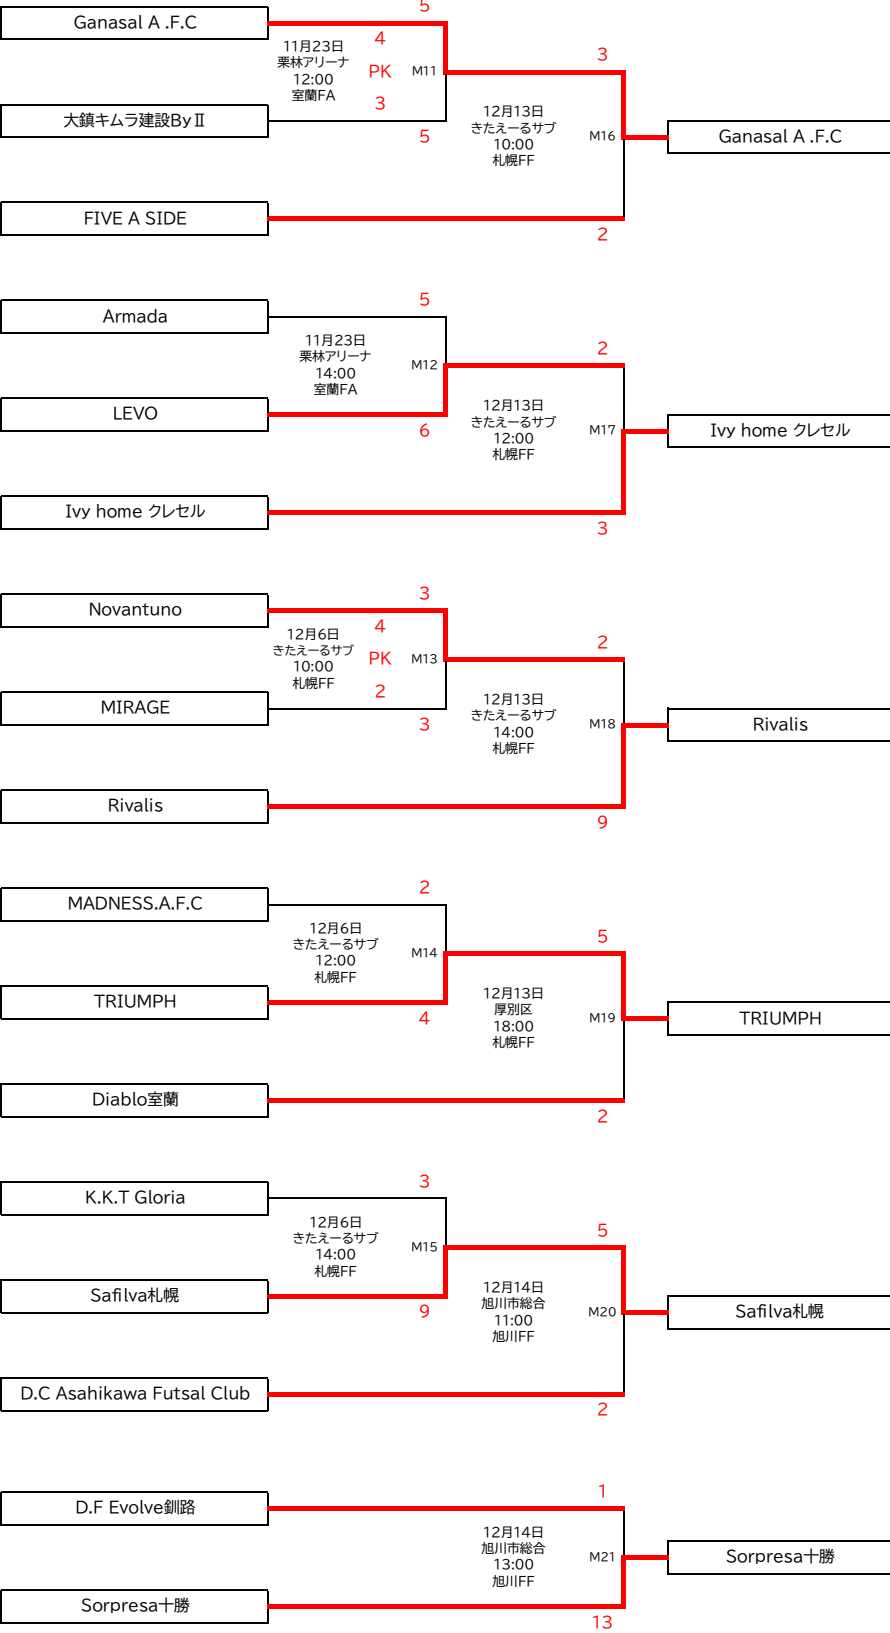 5
Ganasal A .F.C
4
11月23日
栗林アリーナ
12:00
室蘭FA
PK
M11
3
3
大鎮キムラ建設ByⅡ
5
12月13日
きたえーるサブ
10:00
札幌FF
M16
Ganasal A .F.C
FIVE A SIDE
2
5
Armada
11月23日
栗林アリーナ
14:00
室蘭FA
M12
2
LEVO
6
12月13日
きたえーるサブ
12:00
札幌FF
M17
Ivy home クレセル
Ivy home クレセル
3
3
Novantuno
4
12月6日
きたえーるサブ
10:00
札幌FF
PK
M13
2
2
MIRAGE
3
12月13日
きたえーるサブ
14:00
札幌FF
M18
Rivalis
Rivalis
9
2
MADNESS.A.F.C
12月6日
きたえーるサブ
12:00
札幌FF
M14
5
TRIUMPH
4
12月13日
厚別区
18:00
札幌FF
M19
TRIUMPH
Diablo室蘭
2
3
K.K.T Gloria
12月6日
きたえーるサブ
14:00
札幌FF
M15
5
Safilva札幌
9
12月14日
旭川市総合
11:00
旭川FF
M20
Safilva札幌
D.C Asahikawa Futsal Club
2
1
D.F Evolve釧路
12月14日
旭川市総合
13:00
旭川FF
M21
Sorpresa十勝
Sorpresa十勝
13